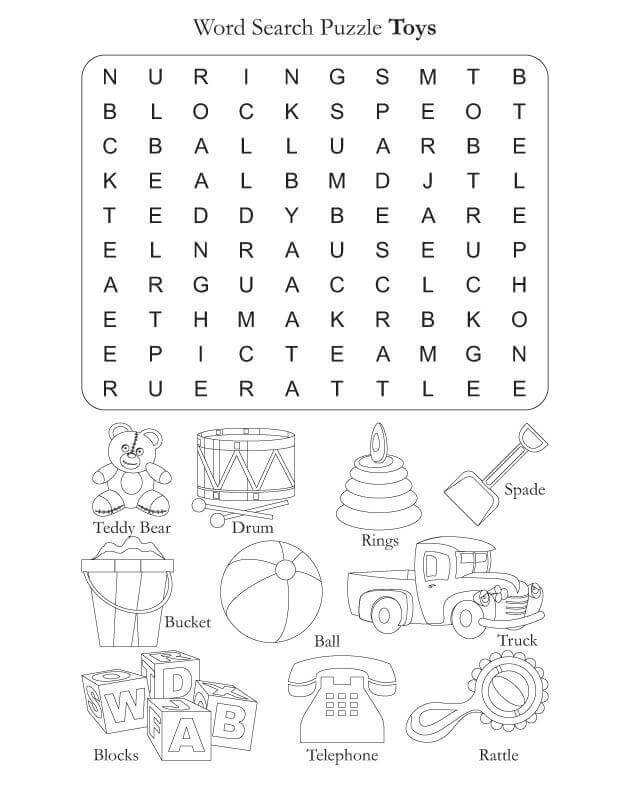 Word Search Puzzle Toys
N U R I N G S M T B
B L O C K S P E O T
C B A L L U A R B E
K E A L B M D J T L
T E D D Y B E A R E
E L N R A U S E U P
A R G U A C C L C H
E T H M A K R B K O
E P I C T E A M G N
R U E R A T T L E E
Teddy Bear Drum Rings Spade
Bucket Ball Truck
S W R D A F A X B
Blocks Telephone Rattle